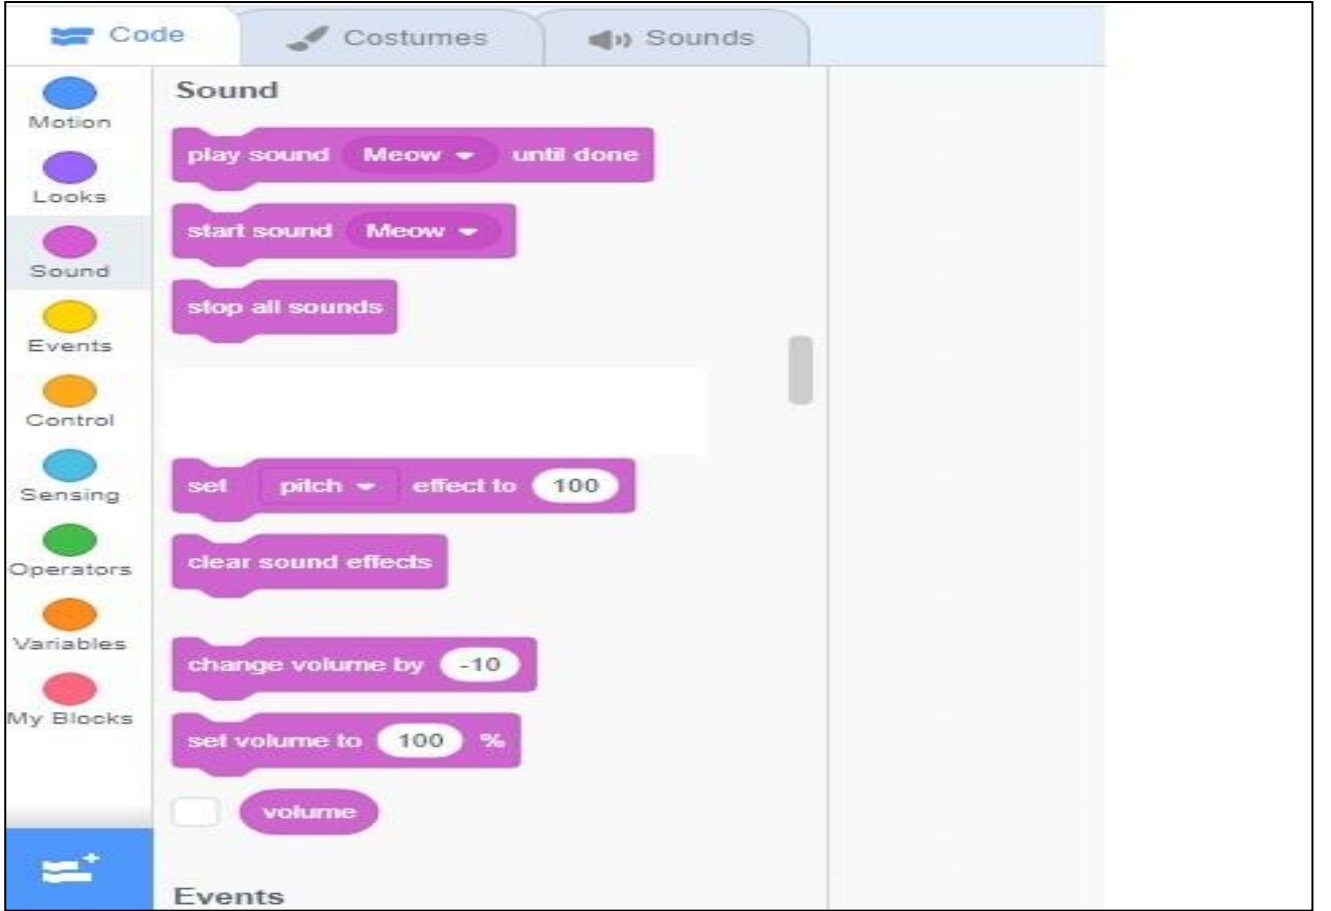 Code Costumes Sounds
Motion
Looks
Sound
Events
Control
Sensing
Operators
Variables
My Blocks
Sound
play sound Meow until done
start sound Meow
stop all sounds
set pitch effect to 100
clear sound effects
change volume by -10
set volume to 100 %
volume
Events